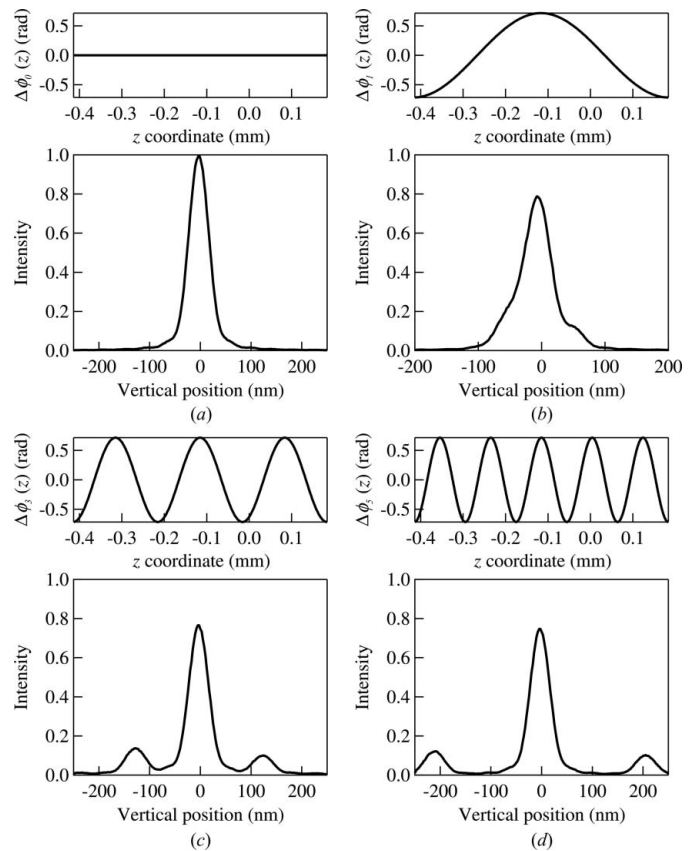 Δϕ₀ (z) (rad)
0.5
0.0
-0.5
-0.4 -0.3 -0.2 -0.1 0.0 0.1
z coordinate (mm)
1.0
0.8
0.6
0.4
0.2
0.0
Intensity
-200 -100 0 100 200
Vertical position (nm)
(a)
Δϕ₁ (z) (rad)
0.5
0.0
-0.5
-0.4 -0.3 -0.2 -0.1 0.0 0.1
z coordinate (mm)
1.0
0.8
0.6
0.4
0.2
0.0
Intensity
-200 -100 0 100 200
Vertical position (nm)
(b)
Δϕ₃ (z) (rad)
0.5
0.0
-0.5
-0.4 -0.3 -0.2 -0.1 0.0 0.1
z coordinate (mm)
1.0
0.8
0.6
0.4
0.2
0.0
Intensity
-200 -100 0 100 200
Vertical position (nm)
(c)
Δϕ₅ (z) (rad)
0.5
0.0
-0.5
-0.4 -0.3 -0.2 -0.1 0.0 0.1
z coordinate (mm)
1.0
0.8
0.6
0.4
0.2
0.0
Intensity
-200 -100 0 100 200
Vertical position (nm)
(d)